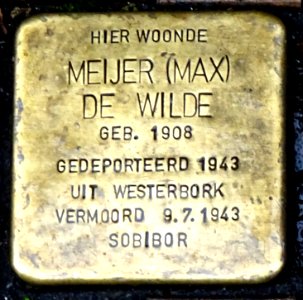 HIER WOONDE
MEIJER (MAX)
DE WILDE
GEB. 1908
GEDEPORTEERD 1943
UIT WESTERBORK
VERMOORD 9.7.1943
SOBIBOR